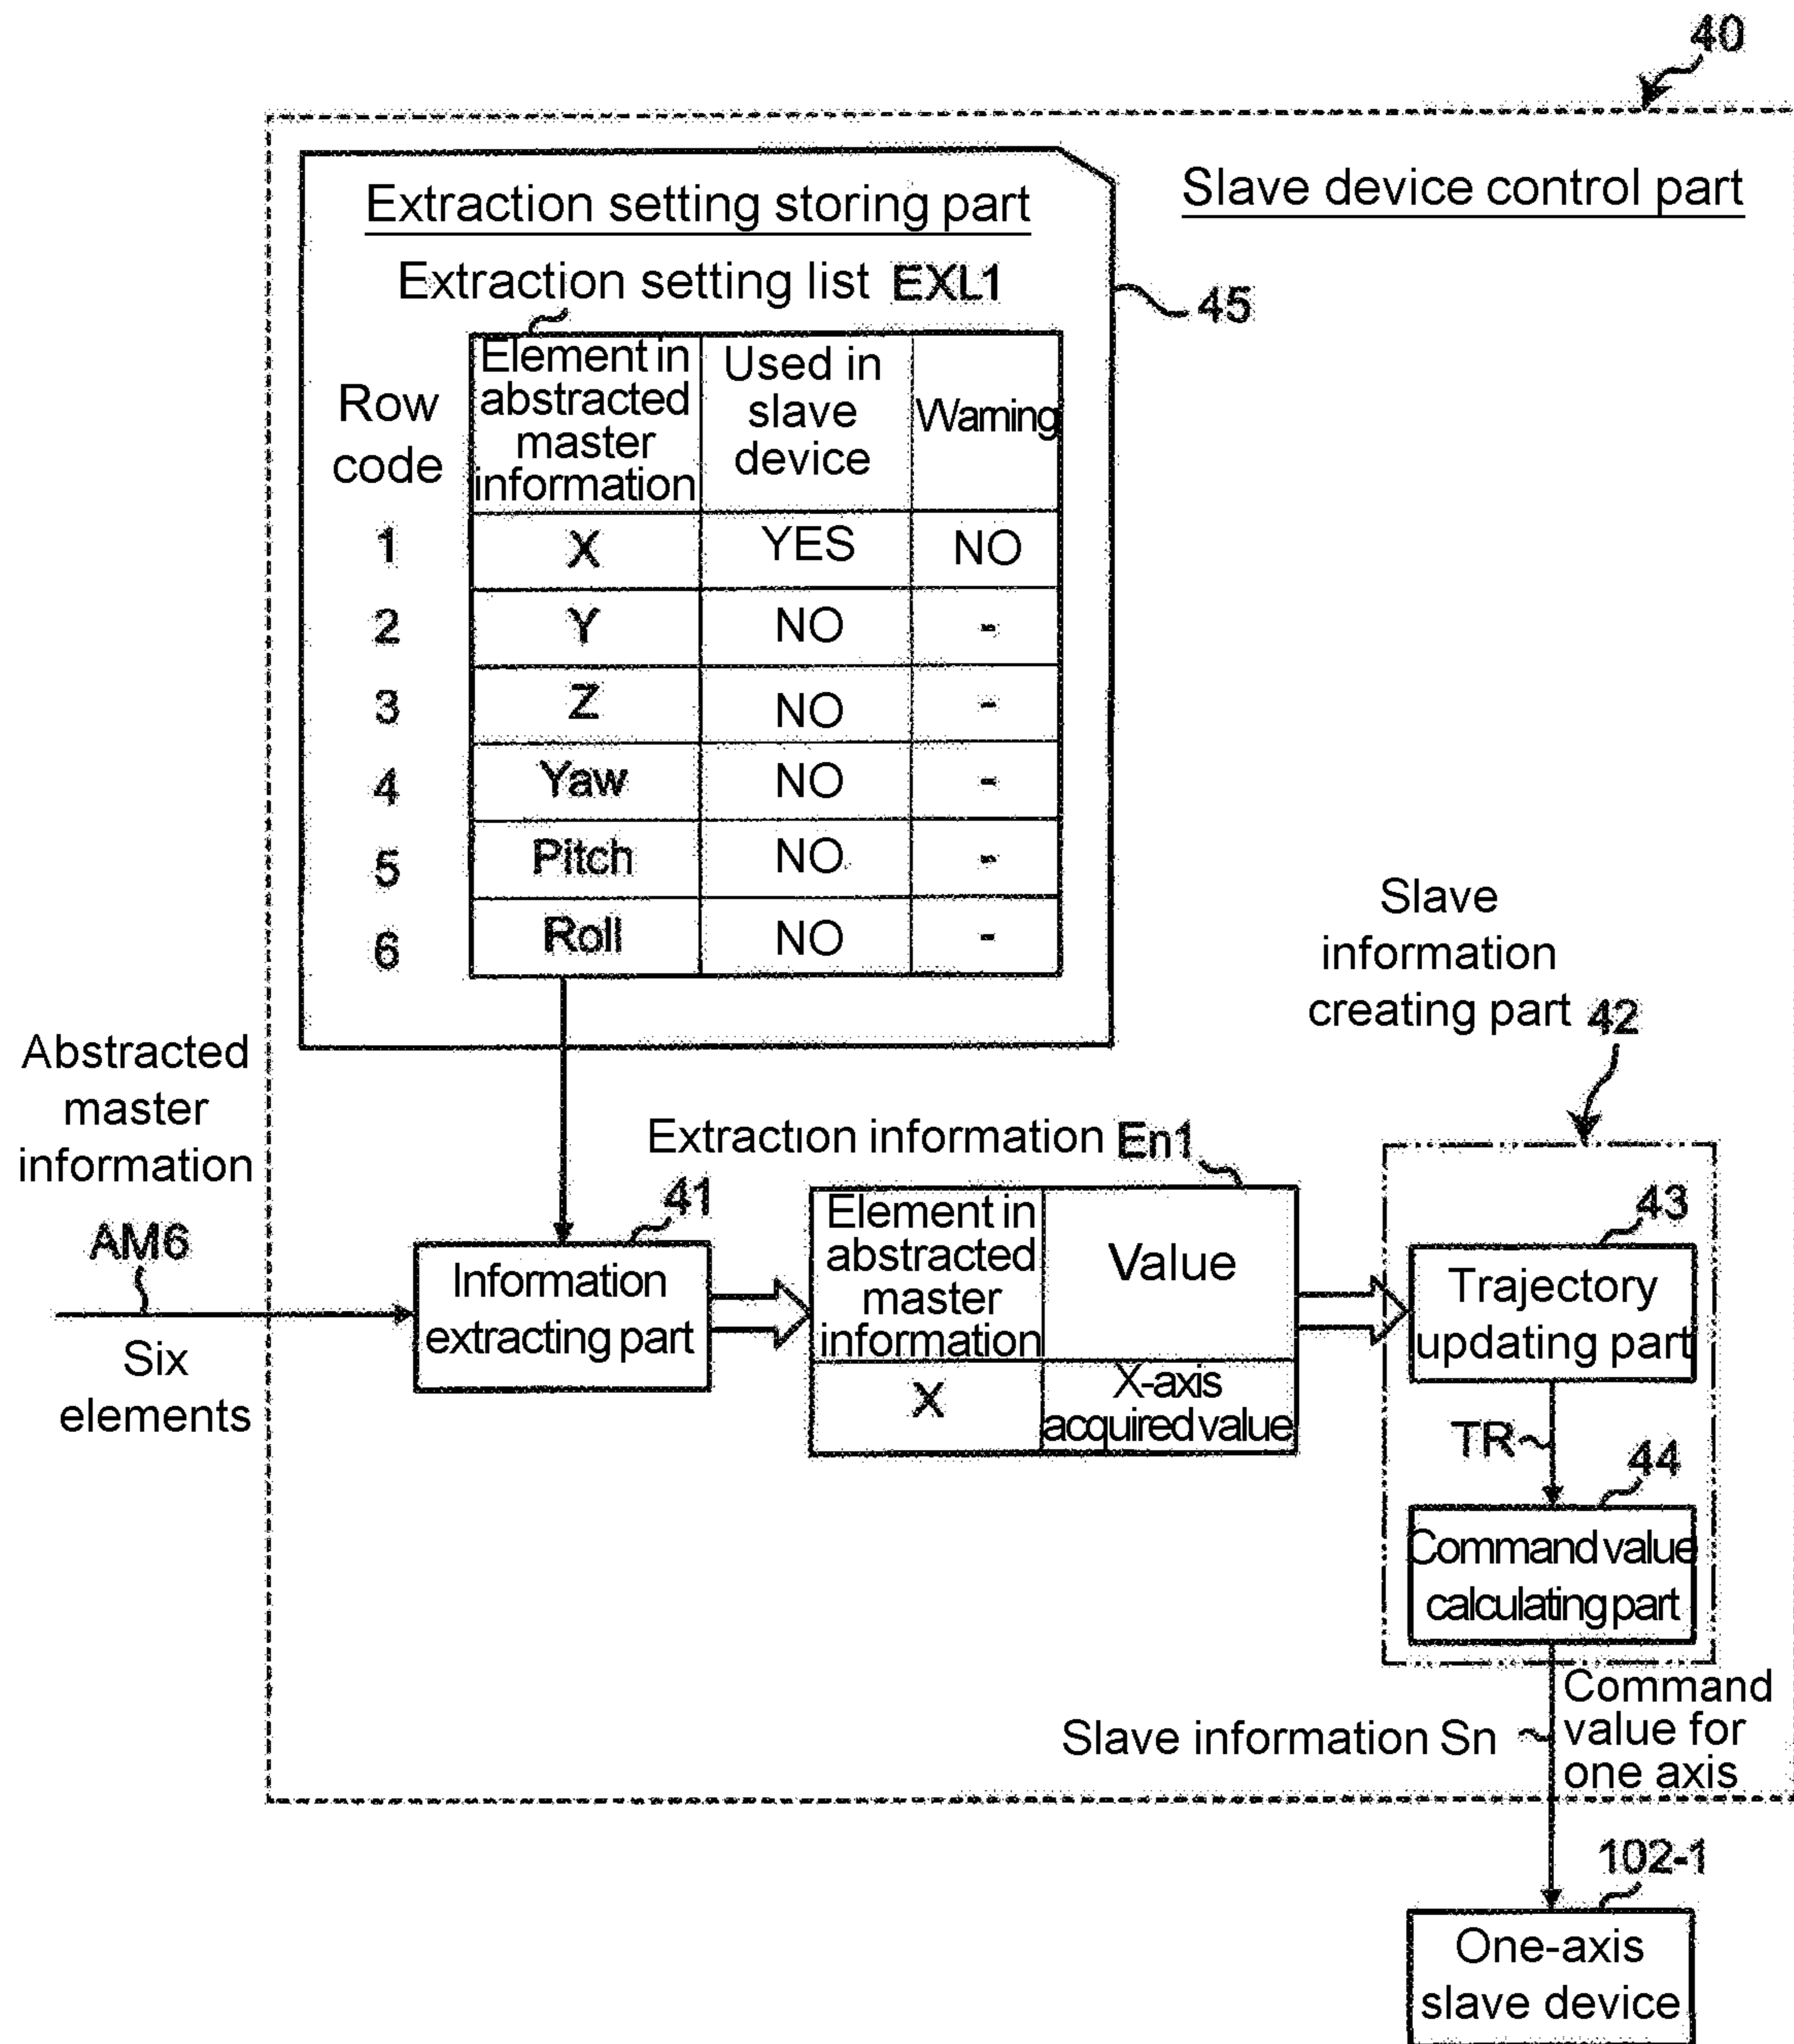 40
Slave device control part
Extraction setting storing part
Extraction setting list EXL1
45
Row
code
Element in
abstracted
master
information
Used in
slave
device
Warning
1 X YES NO
2 Y NO -
3 Z NO -
4 Yaw NO -
5 Pitch NO -
6 Roll NO -
Slave
information
creating part 42
Abstracted
master
information
AM6
Six
elements
41
Information
extracting part
Extraction information En1
Element in
abstracted
master
information
Value
X
X-axis
acquired value
43
Trajectory
updating part
TR
44
Command value
calculating part
Slave information Sn
Command
value for
one axis
102-1
One-axis
slave device